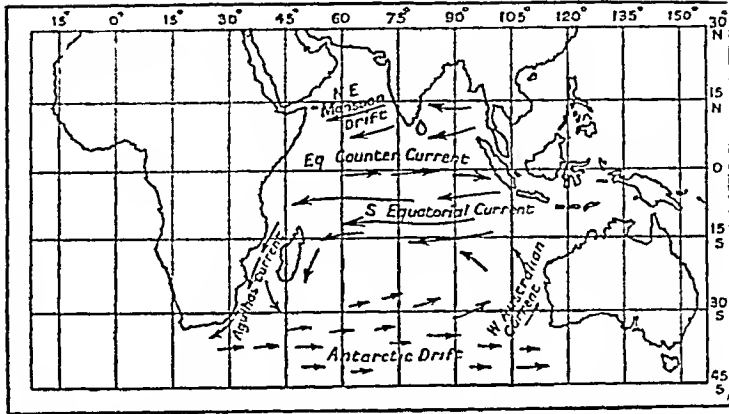 15° 0° 15° 30° 45° 60° 75° 90° 105° 120° 135° 150°
30
N
N E
Mansoon
Drift
15
N
Eq Counter Current
0
S Equatorial Current
15
S
Agulhas Current
W Australian
Current
30
S
Antarctic Drift
45
S